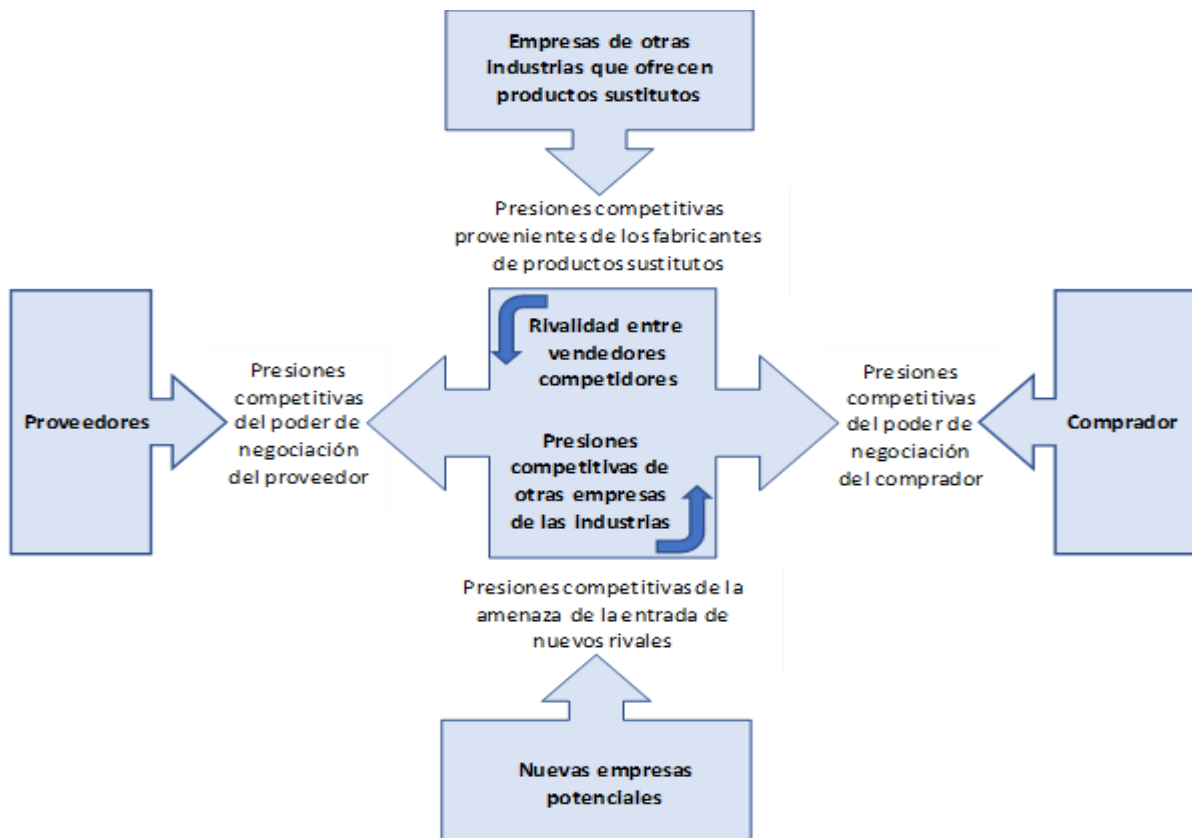 Empresas de otras
industrias que ofrecen
productos sustitutos
Presiones competitivas
provenientes de los fabricantes
de productos sustitutos
Proveedores
Presiones
competitivas
del poder de
negociación
del proveedor
Rivalidad entre
vendedores
competidores
Presiones
competitivas de
otras empresas
de las industrias
Presiones
competitivas
del poder de
negociación
del comprador
Comprador
Presiones competitivas de la
amenaza de la entrada de
nuevos rivales
Nuevas empresas
potenciales